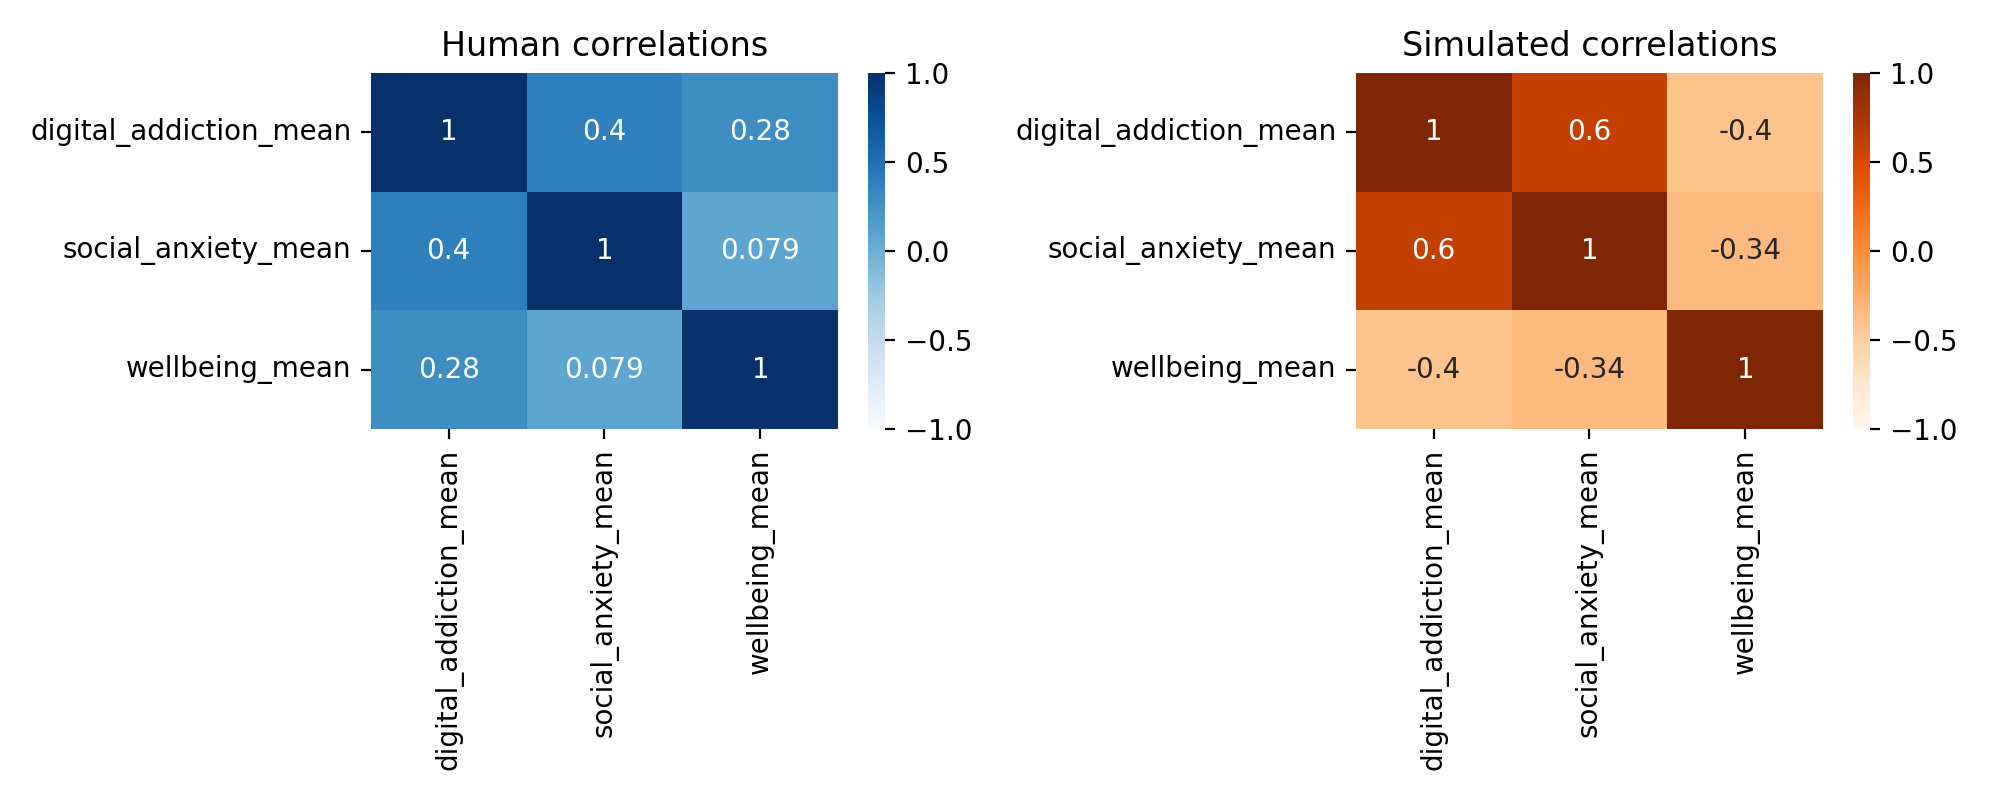 Human correlations
digital_addiction_mean
social_anxiety_mean
wellbeing_mean
1 0.4 0.28
0.4 1 0.079
0.28 0.079 1
digital_addiction_mean
social_anxiety_mean
wellbeing_mean
1.0
0.5
0.0
−0.5
−1.0
Simulated correlations
digital_addiction_mean
social_anxiety_mean
wellbeing_mean
1 0.6 -0.4
0.6 1 -0.34
-0.4 -0.34 1
digital_addiction_mean
social_anxiety_mean
wellbeing_mean
1.0
0.5
0.0
−0.5
−1.0